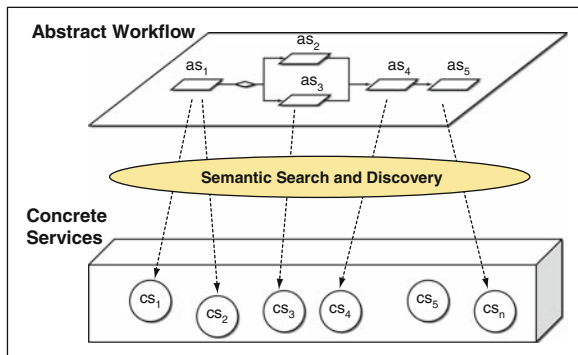 Abstract Workflow
as2
as1
as3
as4
as5
Semantic Search and Discovery
Concrete
Services
cs1
cs2
cs3
cs4
cs5
csn